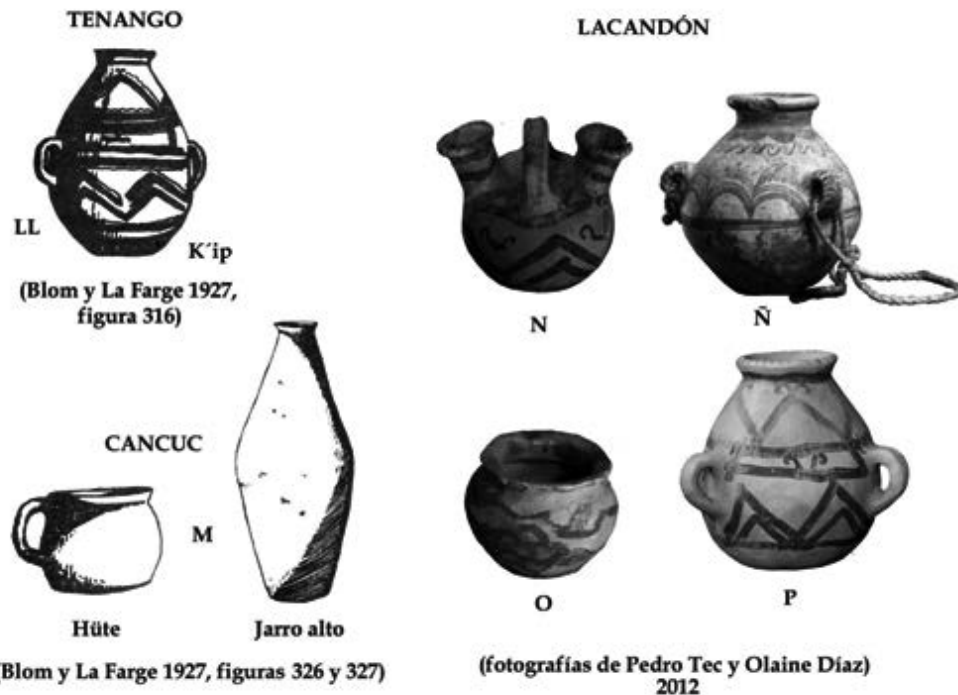 TENANGO
LL
K´ip
(Blom y La Farge 1927,
figura 316)
CANCUC
M
Hüte
Jarro alto
(Blom y La Farge 1927, figuras 326 y 327)
LACANDÓN
N
Ñ
O
P
(fotografías de Pedro Tec y Olaine Díaz)
2012